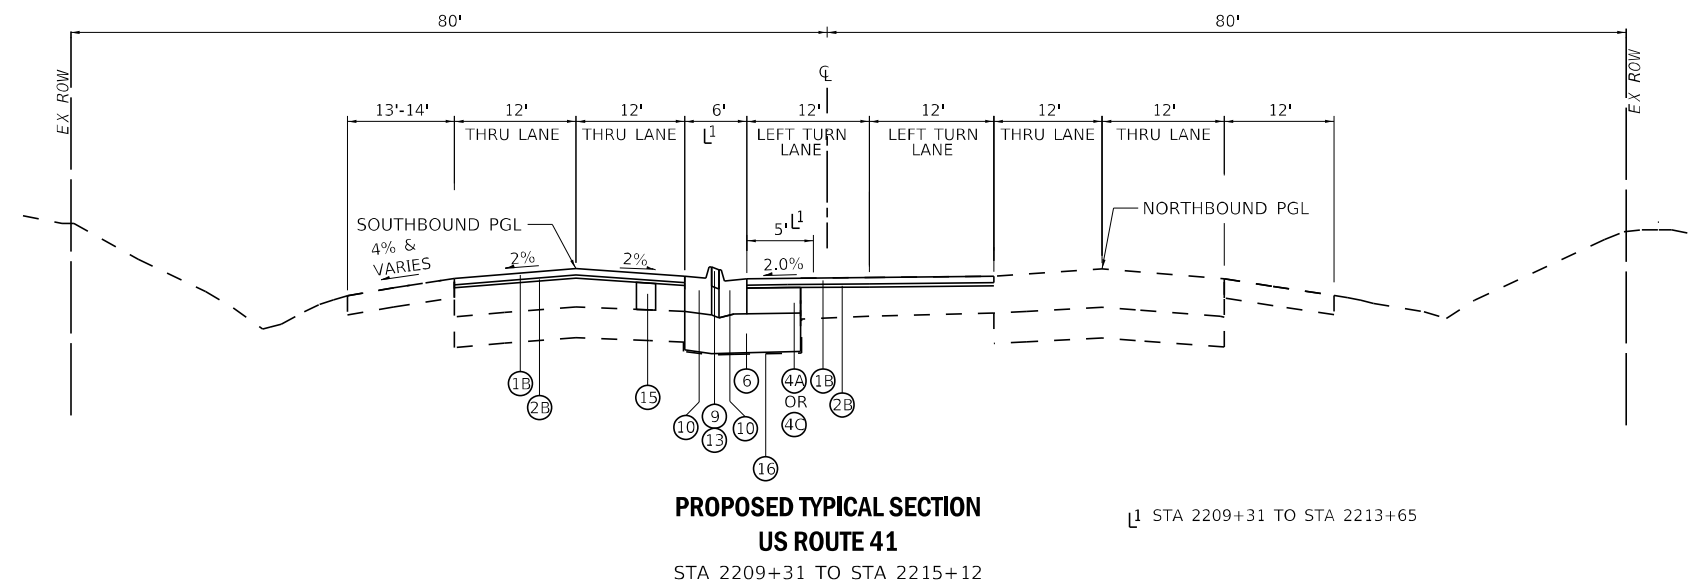 80' 80'
EX ROW
EX ROW
℄
13'-14' 12' 12' 6' 12' 12' 12' 12' 12'
THRU LANE THRU LANE 1 LEFT TURN LANE LEFT TURN LANE THRU LANE THRU LANE
SOUTHBOUND PGL
NORTHBOUND PGL
5' 1
4% & VARIES
2% 2% 2.0%
1B 2B 15 10 9 13 10 6 16 4A OR 4C 1B 2B
PROPOSED TYPICAL SECTION
US ROUTE 41
STA 2209+31 TO STA 2215+12
1 STA 2209+31 TO STA 2213+65